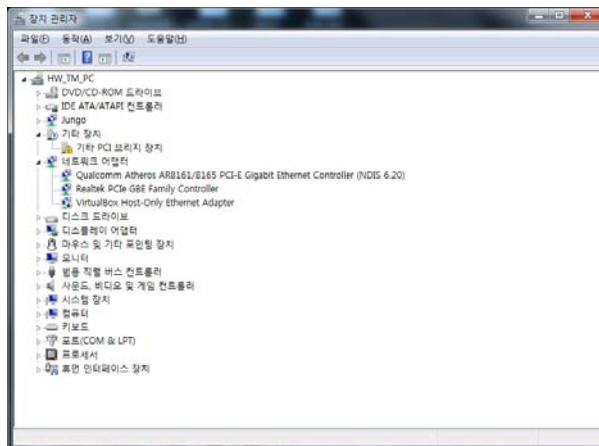 장치 관리자
파일(F) 동작(A) 보기(V) 도움말(H)
HW_TM_PC
DVD/CD-ROM 드라이브
IDE ATA/ATAPI 컨트롤러
Jungo
기타 장치
기타 PCI 브리지 장치
네트워크 어댑터
Qualcomm Atheros AR8161/8165 PCI-E Gigabit Ethernet Controller (NDIS 6.20)
Realtek PCIe GBE Family Controller
VirtualBox Host-Only Ethernet Adapter
디스크 드라이브
디스플레이 어댑터
마우스 및 기타 포인팅 장치
모니터
범용 직렬 버스 컨트롤러
사운드, 비디오 및 게임 컨트롤러
시스템 장치
컴퓨터
키보드
포트(COM & LPT)
프로세서
휴먼 인터페이스 장치